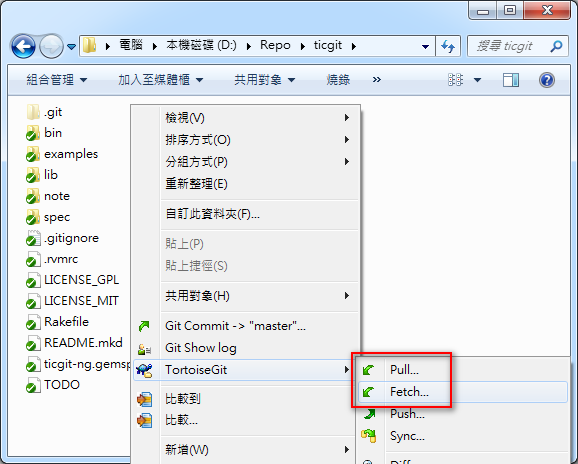 電腦 本機磁碟 (D:) Repo ticgit
搜尋 ticgit
組合管理 加入至媒體櫃 共用對象 燒錄 »
.git
bin
examples
lib
note
spec
.gitignore
.rvmrc
LICENSE_GPL
LICENSE_MIT
Rakefile
README.mkd
ticgit-ng.gemsp
TODO
檢視(V)
排序方式(O)
分組方式(P)
重新整理(E)
自訂此資料夾(F)...
貼上(P)
貼上捷徑(S)
共用對象(H)
Git Commit -> "master"...
Git Show log
TortoiseGit
比較到
比較...
新增(W)
Pull...
Fetch...
Push...
Sync...